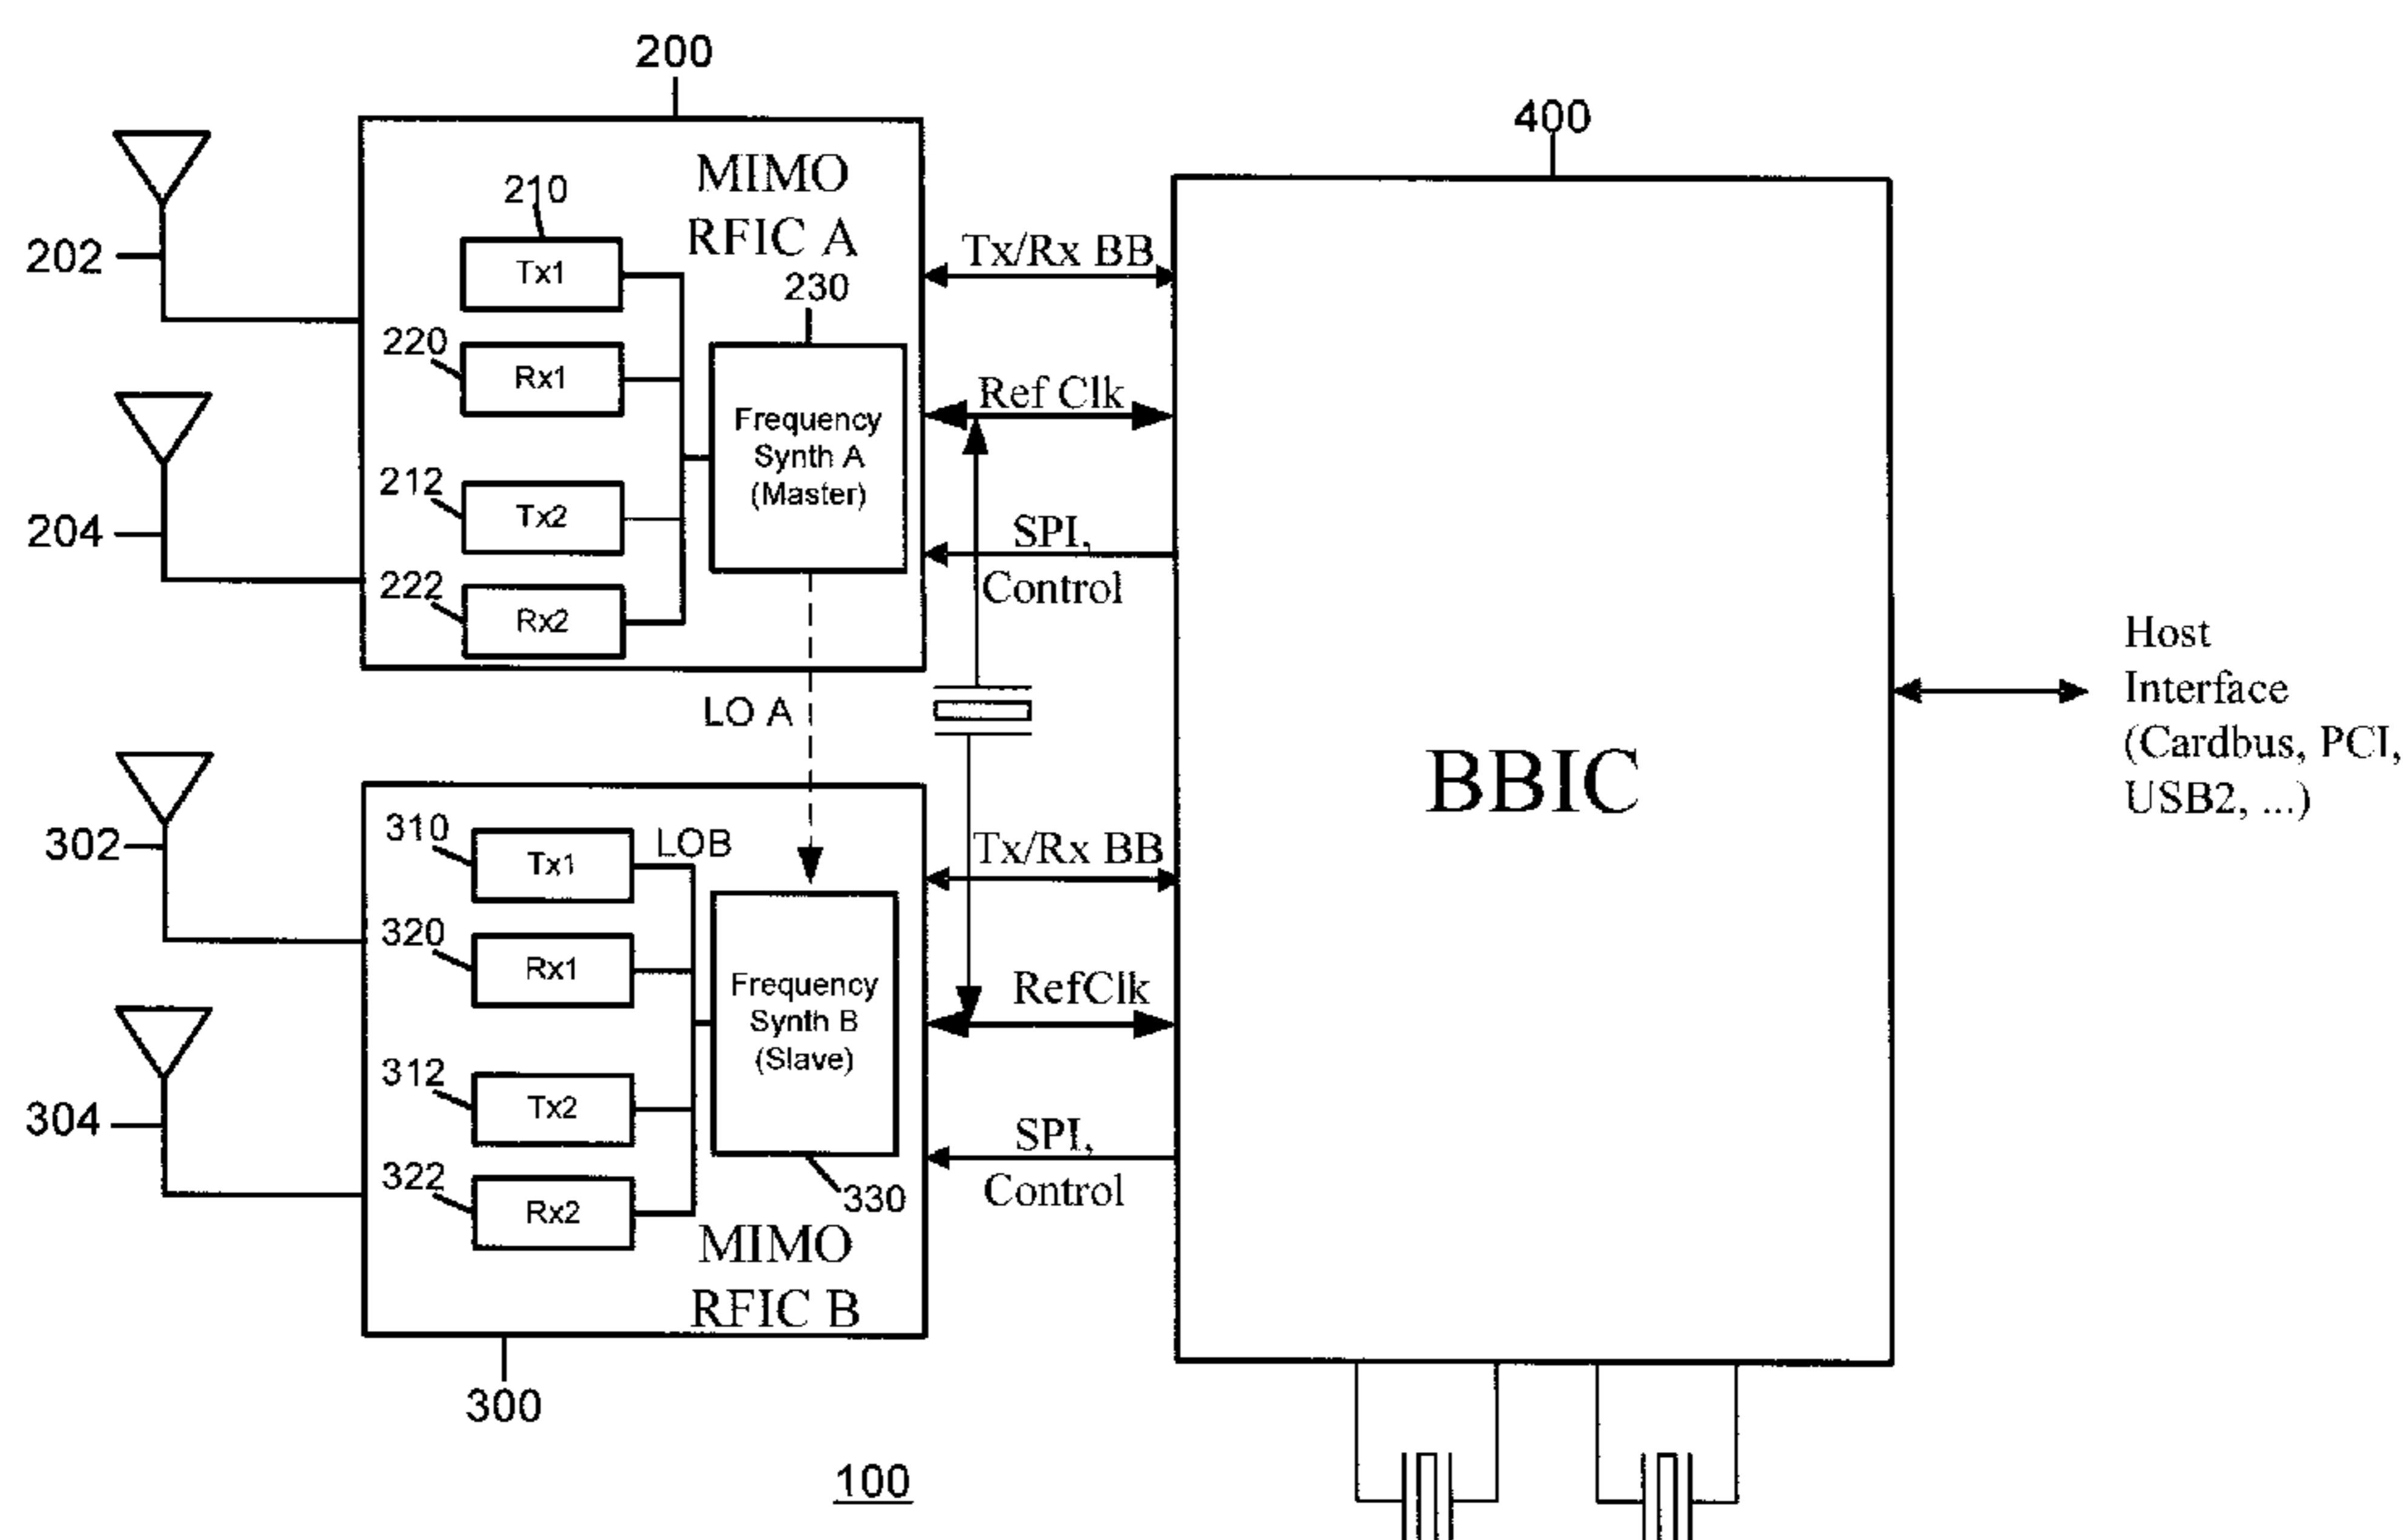 200
400
MIMO
RFIC A
210
Tx1
230
202
220
Rx1
Frequency
Synth A
(Master)
212
Tx2
204
222
Rx2
Tx/Rx BB
Ref Clk
SPI,
Control
LO A
BBIC
Host
Interface
(Cardbus, PCI,
USB2, ...)
302
310
Tx1
LOB
320
Rx1
Frequency
Synth B
(Slave)
312
Tx2
304
322
Rx2
330
MIMO
RFIC B
Tx/Rx BB
RefClk
SPI,
Control
300
100